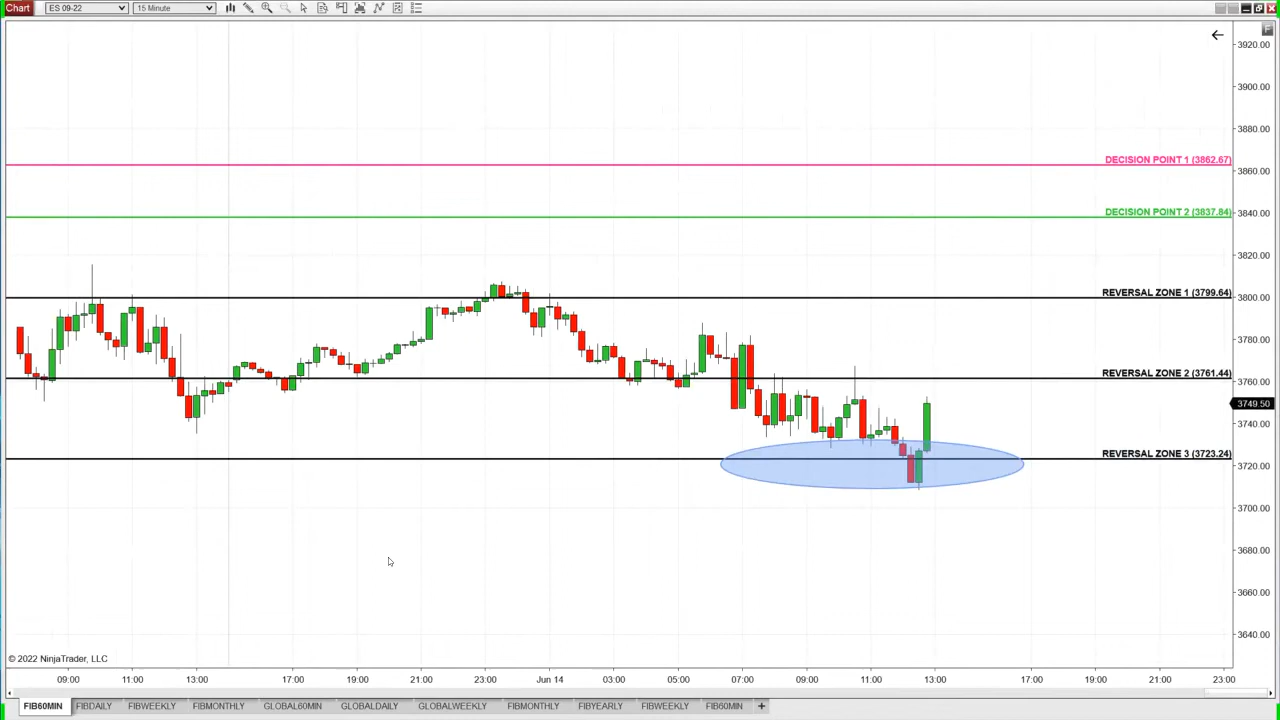 Chart
ES 09-22
15 Minute
F
3920.00
3900.00
3880.00
DECISION POINT 1 (3862.67)
3860.00
DECISION POINT 2 (3837.84)
3840.00
3820.00
REVERSAL ZONE 1 (3799.64)
3800.00
3780.00
REVERSAL ZONE 2 (3761.44)
3760.00
3749.50
3740.00
REVERSAL ZONE 3 (3723.24)
3720.00
3700.00
3680.00
3660.00
3640.00
© 2022 NinjaTrader, LLC
09:00 11:00 13:00 17:00 19:00 21:00 23:00 Jun 14 03:00 05:00 07:00 09:00 11:00 13:00 17:00 19:00 21:00 23:00
FIB60MIN FIBDAILY FIBWEEKLY FIBMONTHLY GLOBAL60MIN GLOBALDAILY GLOBALWEEKLY FIBMONTHLY FIBYEARLY FIBWEEKLY FIB60MIN +